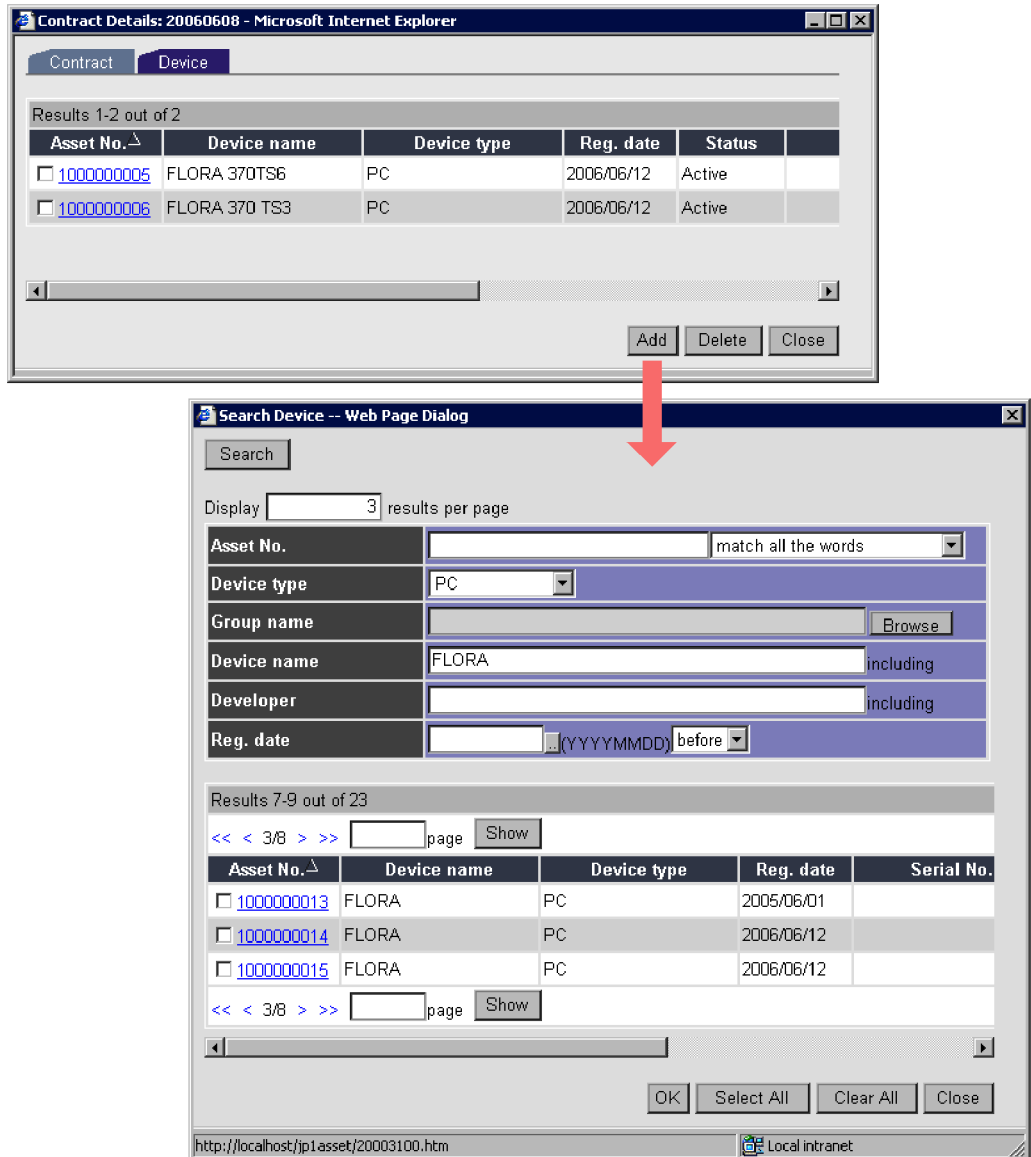 Contract Details: 20060608 - Microsoft Internet Explorer
Contract Device
Results 1-2 out of 2
Asset No. Device name Device type Reg. date Status
1000000005 FLORA 370TS6 PC 2006/06/12 Active
1000000006 FLORA 370 TS3 PC 2006/06/12 Active
Add Delete Close
Search Device -- Web Page Dialog
Search
Display 3 results per page
Asset No. match all the words
Device type PC
Group name Browse
Device name FLORA including
Developer including
Reg. date .. (YYYYMMDD) before
Results 7-9 out of 23
<< < 3/8 > >> page Show
Asset No. Device name Device type Reg. date Serial No.
1000000013 FLORA PC 2005/06/01
1000000014 FLORA PC 2006/06/12
1000000015 FLORA PC 2006/06/12
<< < 3/8 > >> page Show
OK Select All Clear All Close
http://localhost/jp1asset/20003100.htm Local intranet